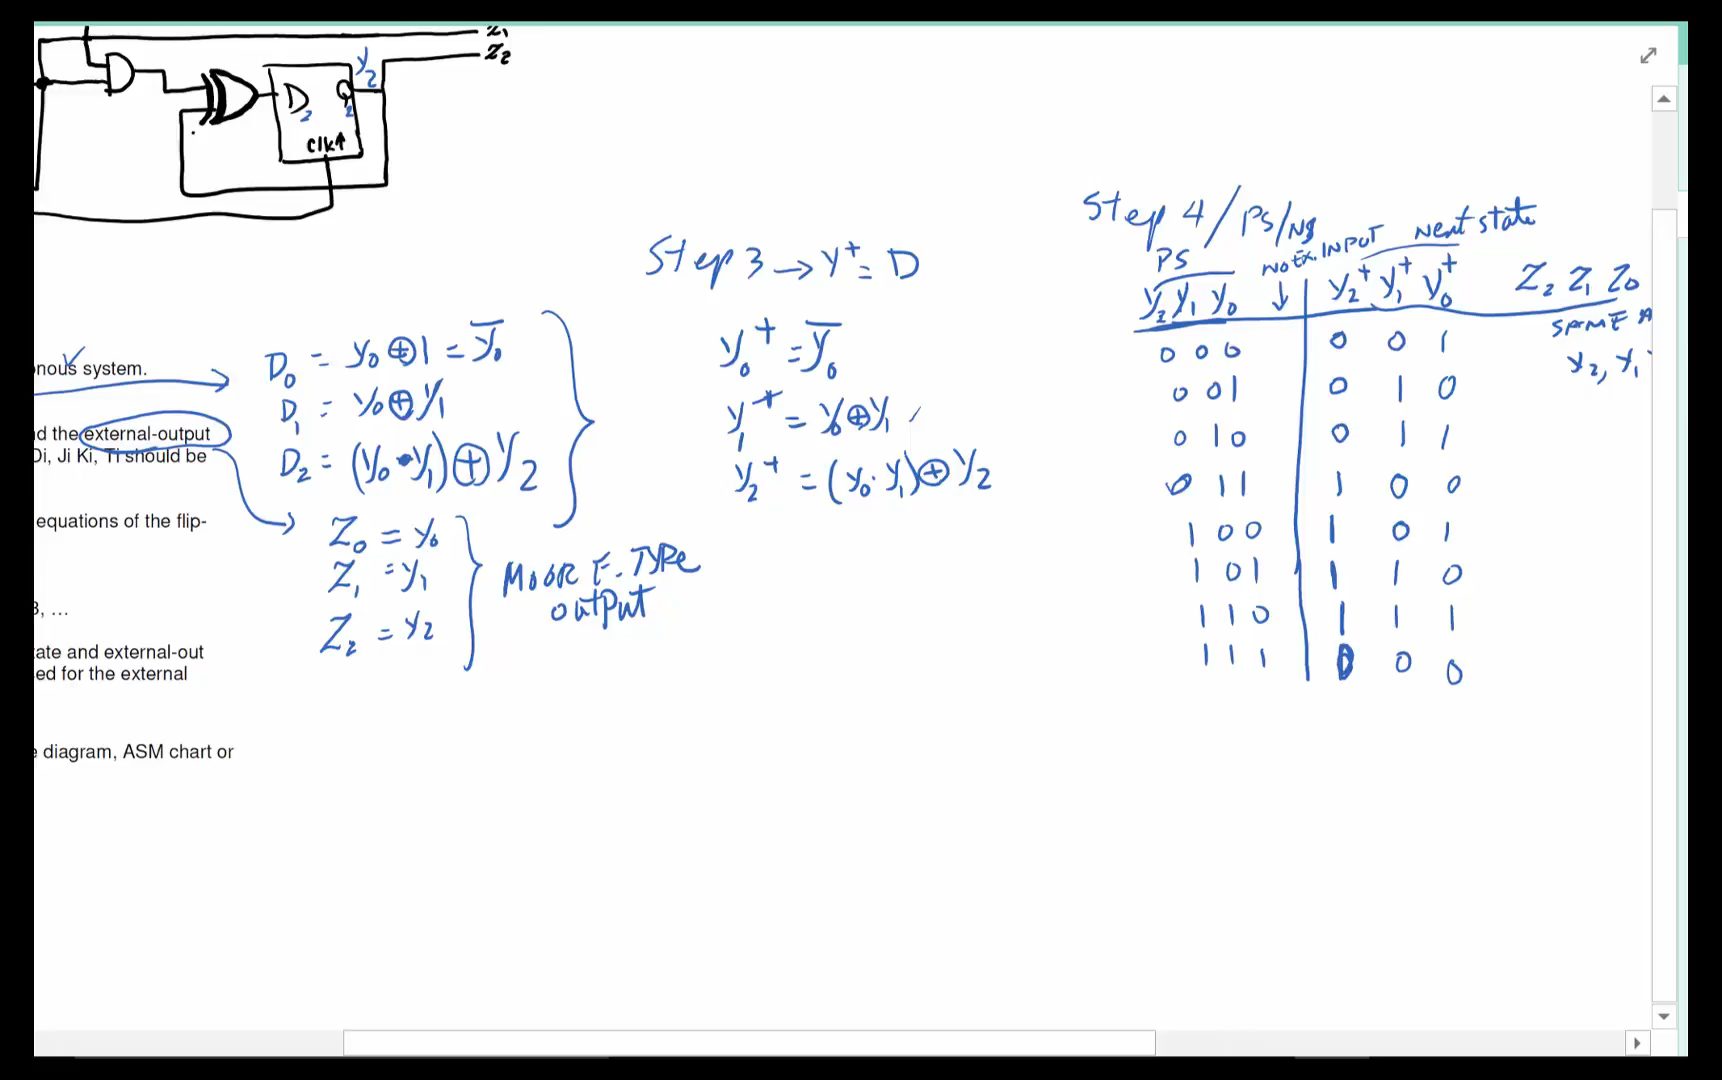 Z1
Z2
y2
D2 Q2
Clk↑
nous system.
d the external-output
Di, Ji Ki, Ti should be
equations of the flip-
3, ...
ate and external-out
ed for the external
e diagram, ASM chart or
D0 = y0 ⊕ 1 = y̅0
D1 = y0 ⊕ y1
D2 = (y0 • y1) ⊕ y2
Z0 = y0
Z1 = y1
Z2 = y2
MOORE. TYPE
output
Step 3 → Y+ = D
y0+ = y̅0
y1+ = y0 ⊕ y1
y2+ = (y0 · y1) ⊕ y2
Step 4 / PS/NS
PS NO EX. INPUT Next state
y2 y1 y0 ↓ y2+ y1+ y0+ Z2 Z1 Z0
0 0 0 0 0 1 SAME A
0 0 1 0 1 0 y2, y1
0 1 0 0 1 1
0 1 1 1 0 0
1 0 0 1 0 1
1 0 1 1 1 0
1 1 0 1 1 1
1 1 1 0 0 0